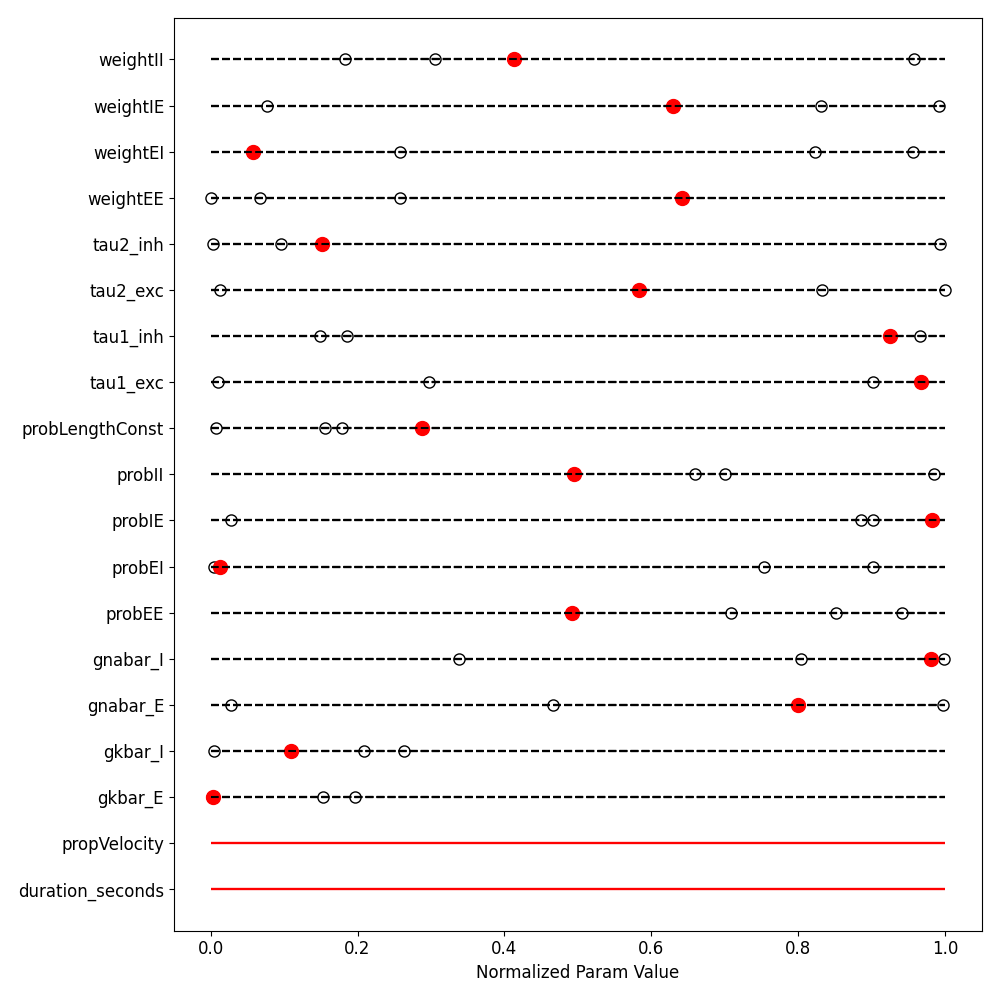 weightII
weightIE
weightEI
weightEE
tau2_inh
tau2_exc
tau1_inh
tau1_exc
probLengthConst
probII
probIE
probEI
probEE
gnabar_I
gnabar_E
gkbar_I
gkbar_E
propVelocity
duration_seconds
0.0 0.2 0.4 0.6 0.8 1.0
Normalized Param Value